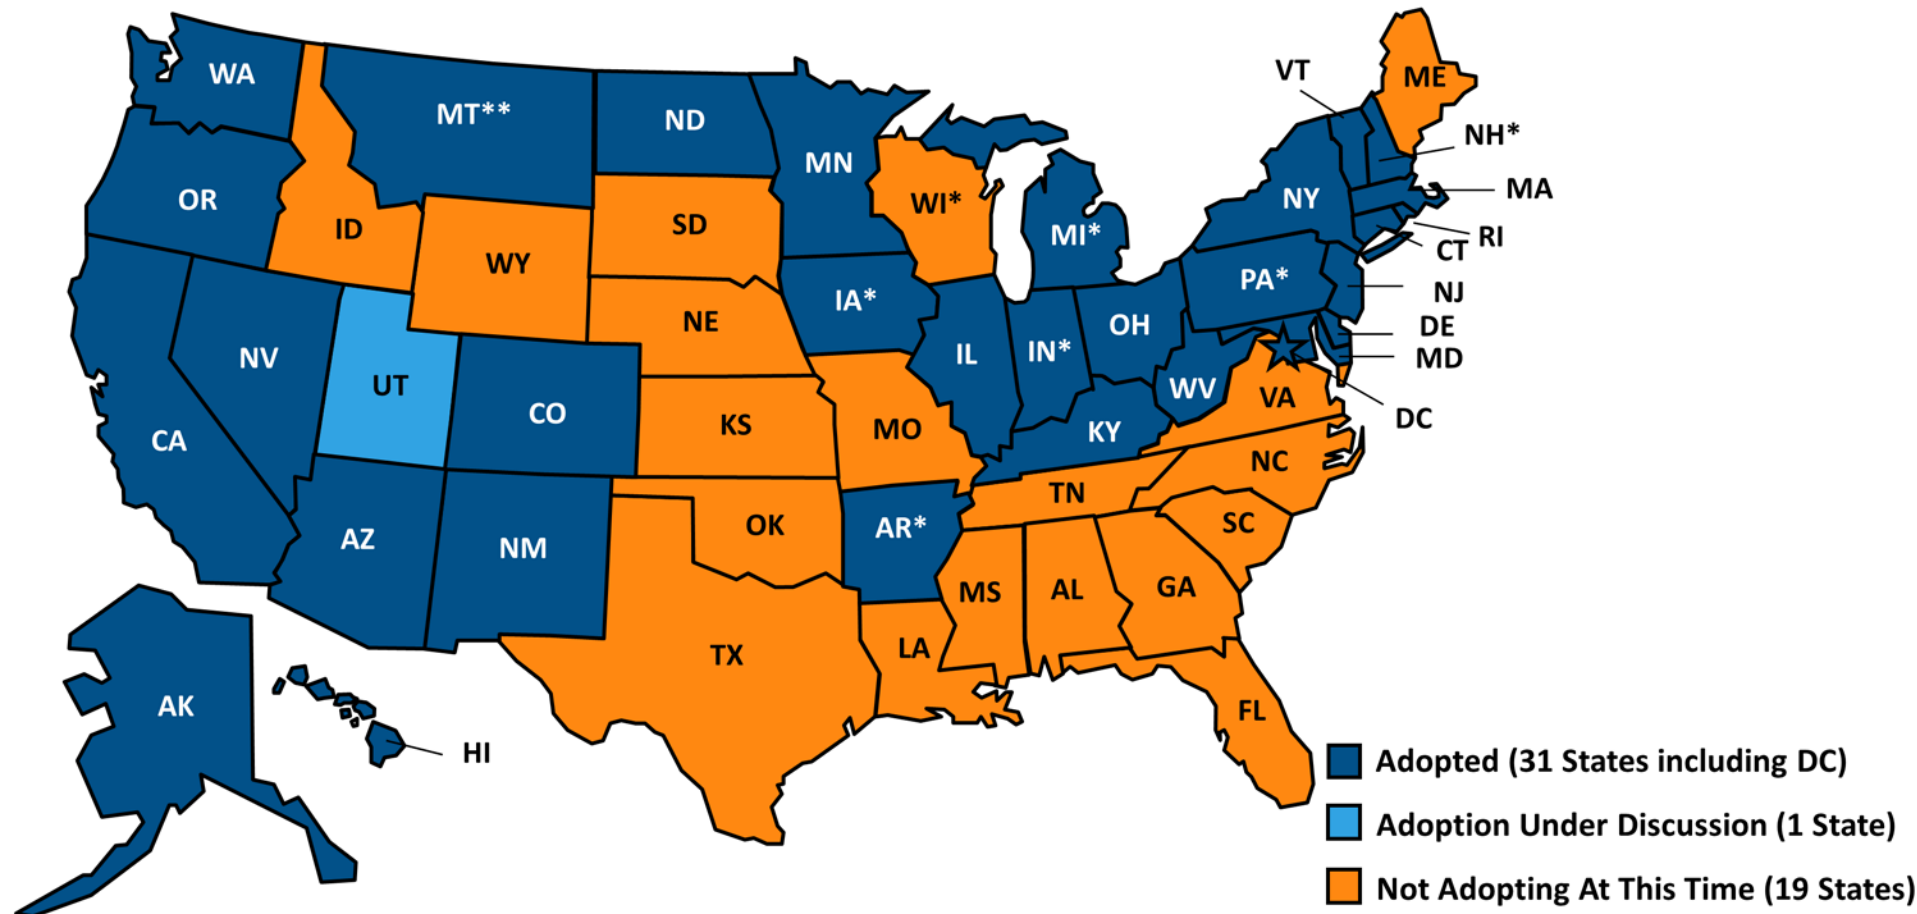 ME
VT
WA
MT**
ND
NH*
MN
MA
OR
NY
WI*
SD
ID
RI
MI*
CT
WY
PA*
NJ
IA*
NE
OH
DE
IL
IN*
MD
NV
UT
WV
VA
CO
DC
KS
MO
KY
CA
NC
TN
SC
OK
AR*
AZ
NM
GA
AL
MS
LA
TX
AK
FL
HI
Adopted (31 States including DC)
Adoption Under Discussion (1 State)
Not Adopting At This Time (19 States)